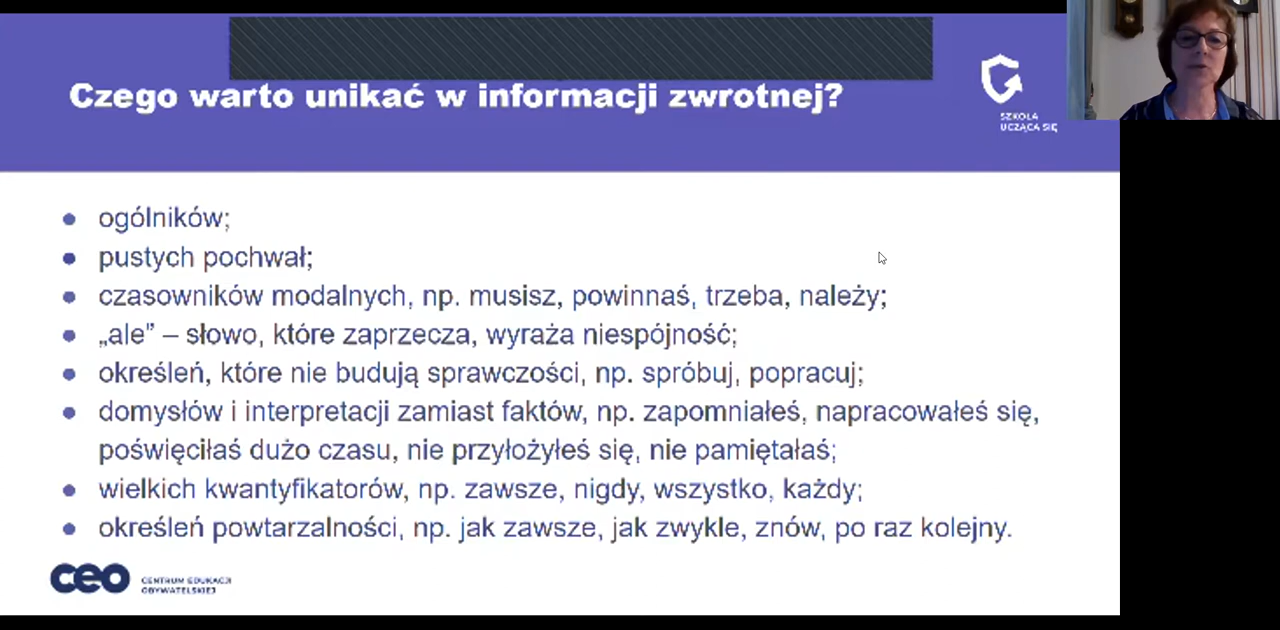 Czego warto unikać w informacji zwrotnej?
SZKOŁA
UCZĄCA SIĘ
ogólników;
pustych pochwał;
czasowników modalnych, np. musisz, powinnaś, trzeba, należy;
„ale” – słowo, które zaprzecza, wyraża niespójność;
określeń, które nie budują sprawczości, np. spróbuj, popracuj;
domysłów i interpretacji zamiast faktów, np. zapomniałeś, napracowałeś się,
poświęciłaś dużo czasu, nie przyłożyłeś się, nie pamiętałaś;
wielkich kwantyfikatorów, np. zawsze, nigdy, wszystko, każdy;
określeń powtarzalności, np. jak zawsze, jak zwykle, znów, po raz kolejny.
ceo
CENTRUM EDUKACJI
OBYWATELSKIEJ